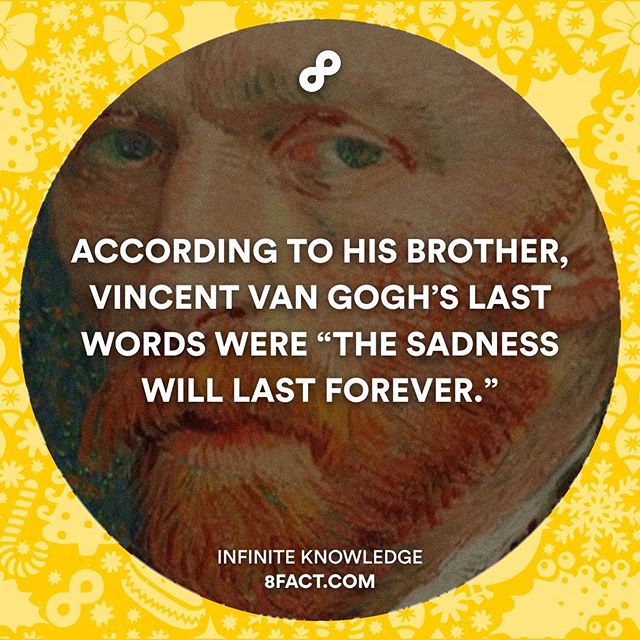 ACCORDING TO HIS BROTHER,
VINCENT VAN GOGH’S LAST
WORDS WERE “THE SADNESS
WILL LAST FOREVER.”
INFINITE KNOWLEDGE
8FACT.COM